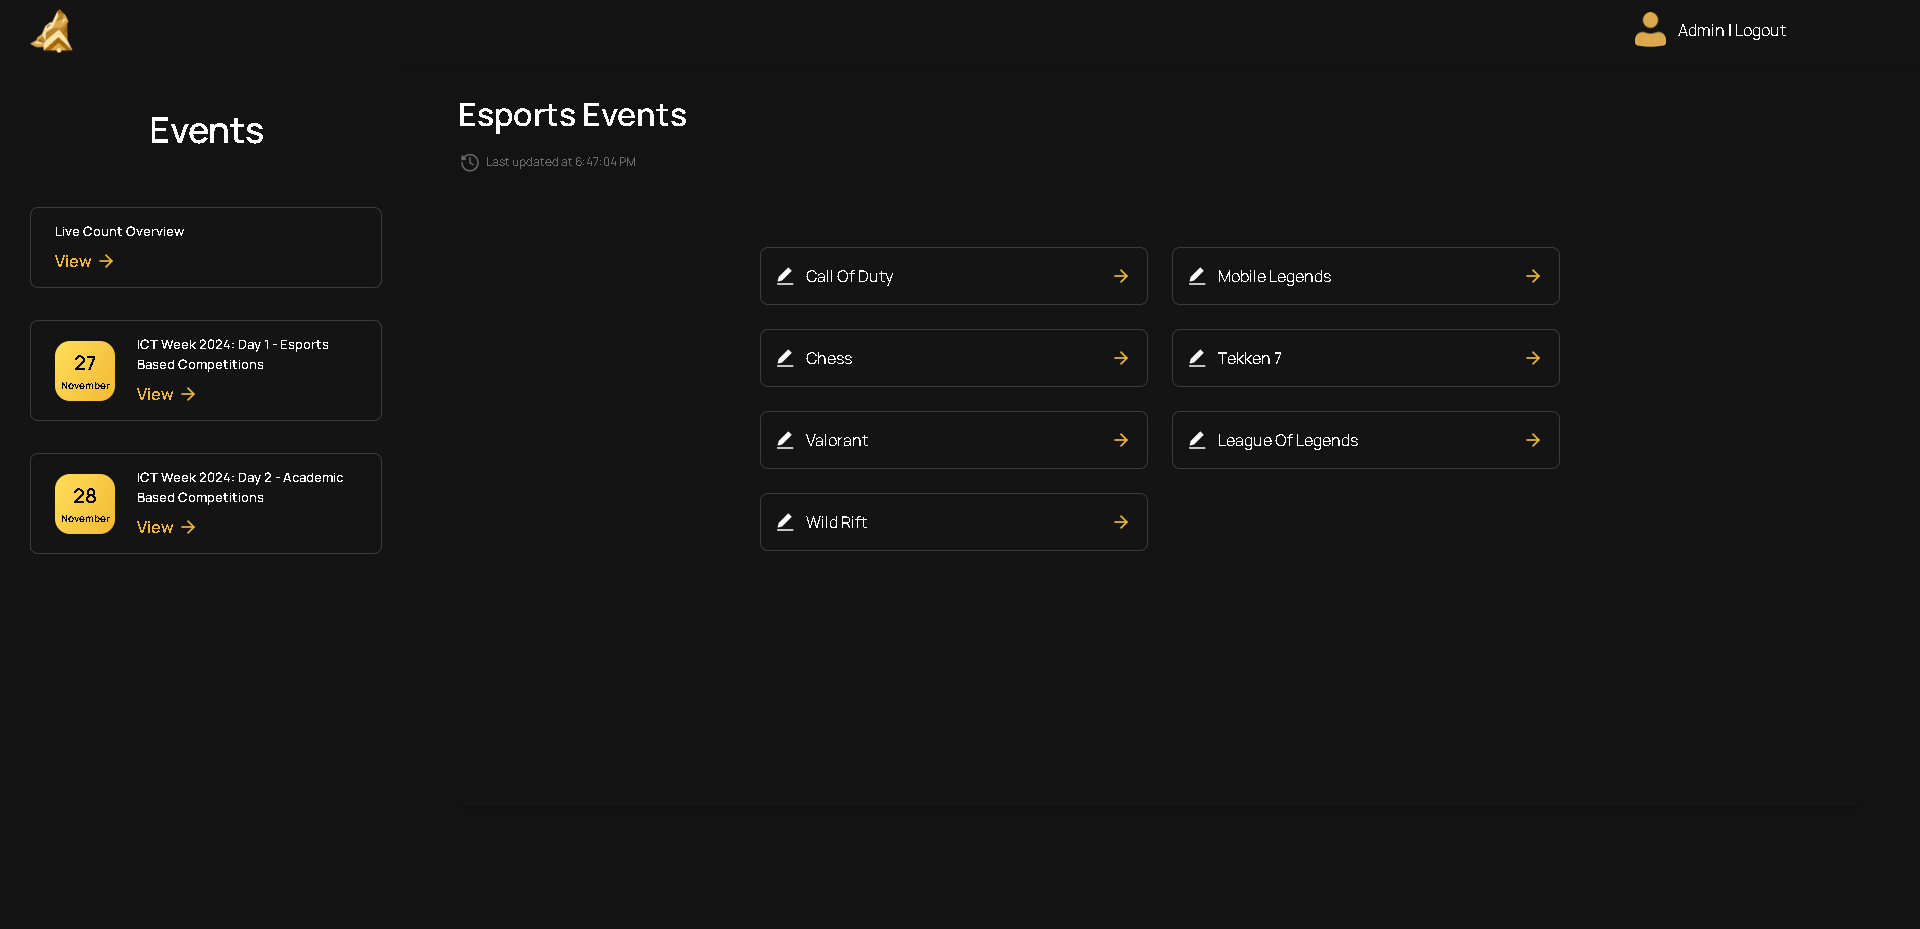 Admin | Logout
Events
Live Count Overview
View
27
November
ICT Week 2024: Day 1 - Esports
Based Competitions
View
28
November
ICT Week 2024: Day 2 - Academic
Based Competitions
View
Esports Events
Last updated at 6:47:04 PM
Call Of Duty
Mobile Legends
Chess
Tekken 7
Valorant
League Of Legends
Wild Rift